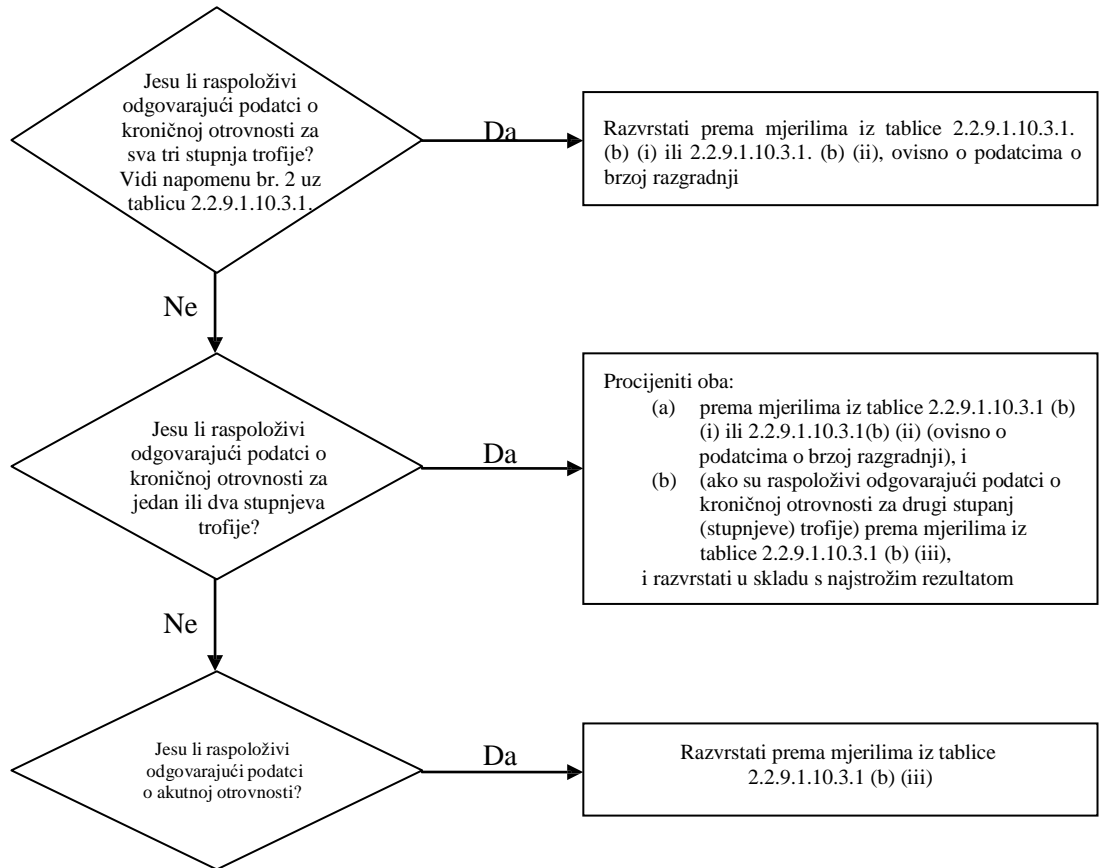 Jesu li raspoloživi
odgovarajući podatci o
kroničnoj otrovnosti za
sva tri stupnja trofije?
Vidi napomenu br. 2 uz
tablicu 2.2.9.1.10.3.1.
Da
Razvrstati prema mjerilima iz tablice 2.2.9.1.10.3.1.
(b) (i) ili 2.2.9.1.10.3.1. (b) (ii), ovisno o podatcima o
brzoj razgradnji
Ne
Jesu li raspoloživi
odgovarajući podatci o
kroničnoj otrovnosti za
jedan ili dva stupnjeva
trofije?
Da
Procijeniti oba:
(a) prema mjerilima iz tablice 2.2.9.1.10.3.1 (b)
(i) ili 2.2.9.1.10.3.1(b) (ii) (ovisno o
podatcima o brzoj razgradnji), i
(b) (ako su raspoloživi odgovarajući podatci o
kroničnoj otrovnosti za drugi stupanj
(stupnjeve) trofije) prema mjerilima iz
tablice 2.2.9.1.10.3.1 (b) (iii),
i razvrstati u skladu s najstrožim rezultatom
Ne
Jesu li raspoloživi
odgovarajući podatci
o akutnoj otrovnosti?
Da
Razvrstati prema mjerilima iz tablice
2.2.9.1.10.3.1 (b) (iii)